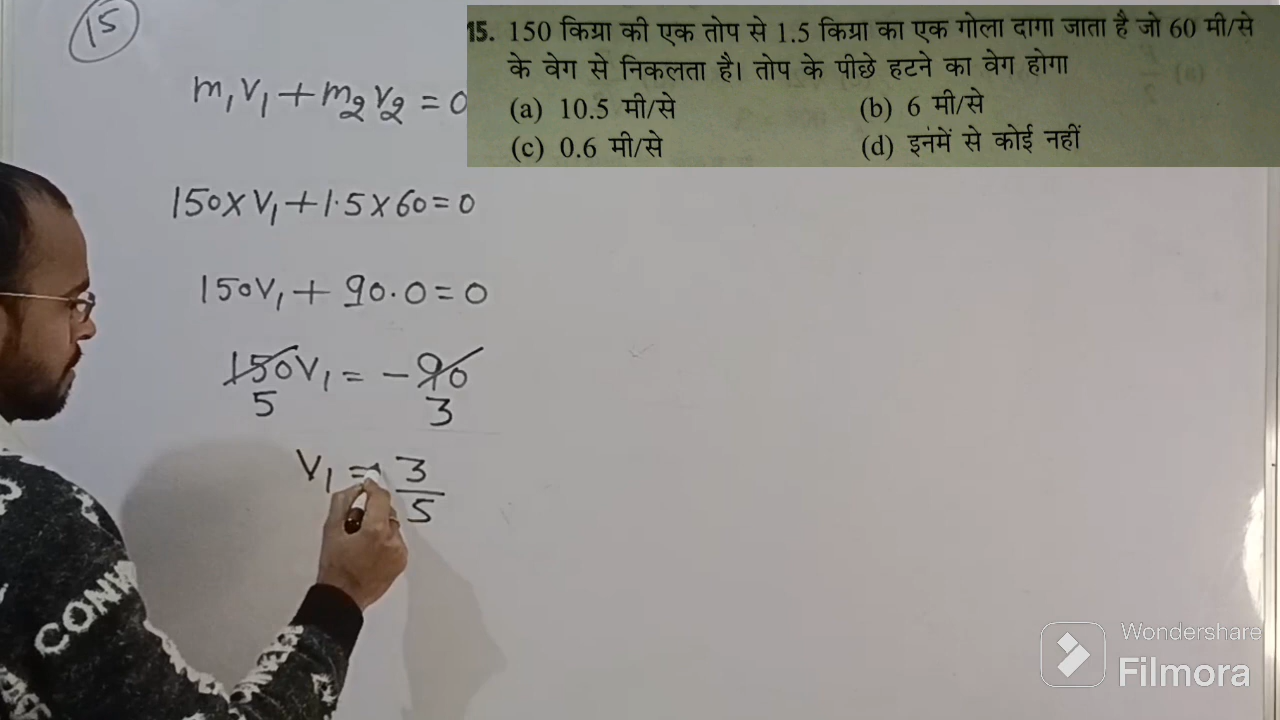 15
15. 150 किग्रा की एक तोप से 1.5 किग्रा का एक गोला दागा जाता है जो 60 मी/से
के वेग से निकलता है। तोप के पीछे हटने का वेग होगा
(a) 10.5 मी/से (b) 6 मी/से
(c) 0.6 मी/से (d) इनमें से कोई नहीं
m₁v₁ + m₂v₂ = 0
150 × v₁ + 1.5 × 60 = 0
150v₁ + 90.0 = 0
150v₁ = - 90
5 3
v₁ = - 3
5
CONV
Wondershare
Filmora